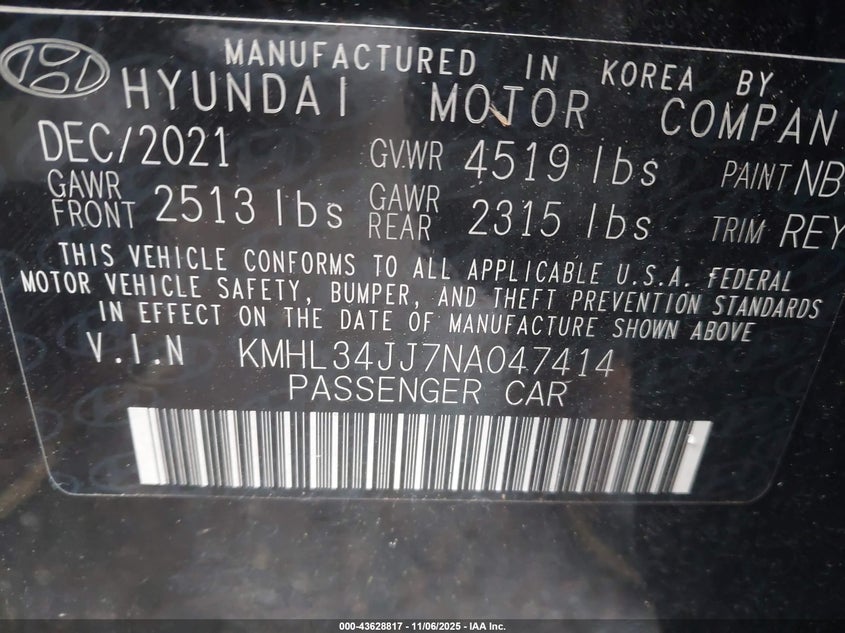 MANUFACTURED IN KOREA BY
HYUNDAI MOTOR COMPAN
DEC/2021 GVWR 4519 lbs PAINT NB
GAWR FRONT 2513 lbs GAWR REAR 2315 lbs TRIM REY
THIS VEHICLE CONFORMS TO ALL APPLICABLE U.S.A. FEDERAL
MOTOR VEHICLE SAFETY, BUMPER, AND THEFT PREVENTION STANDARDS
IN EFFECT ON THE DATE OF MANUFACTURE SHOWN ABOVE
V.I.N KMHL34JJ7NA047414
PASSENGER CAR
000-43628817 - 11/06/2025 - IAA Inc.